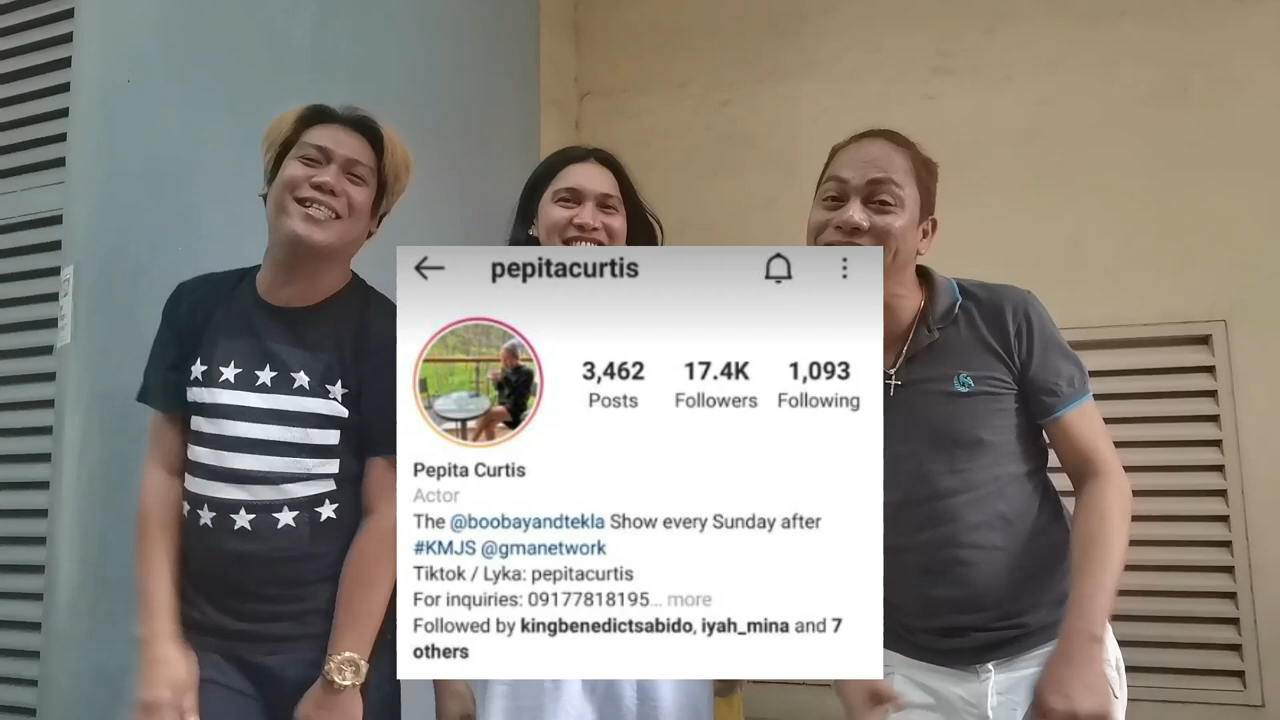 pepitacurtis
3,462 17.4K 1,093
Posts Followers Following
Pepita Curtis
Actor
The @boobayandtekla Show every Sunday after
#KMJS @gmanetwork
Tiktok / Lyka: pepitacurtis
For inquiries: 09177818195... more
Followed by kingbenedictsabido, iyah_mina and 7
others